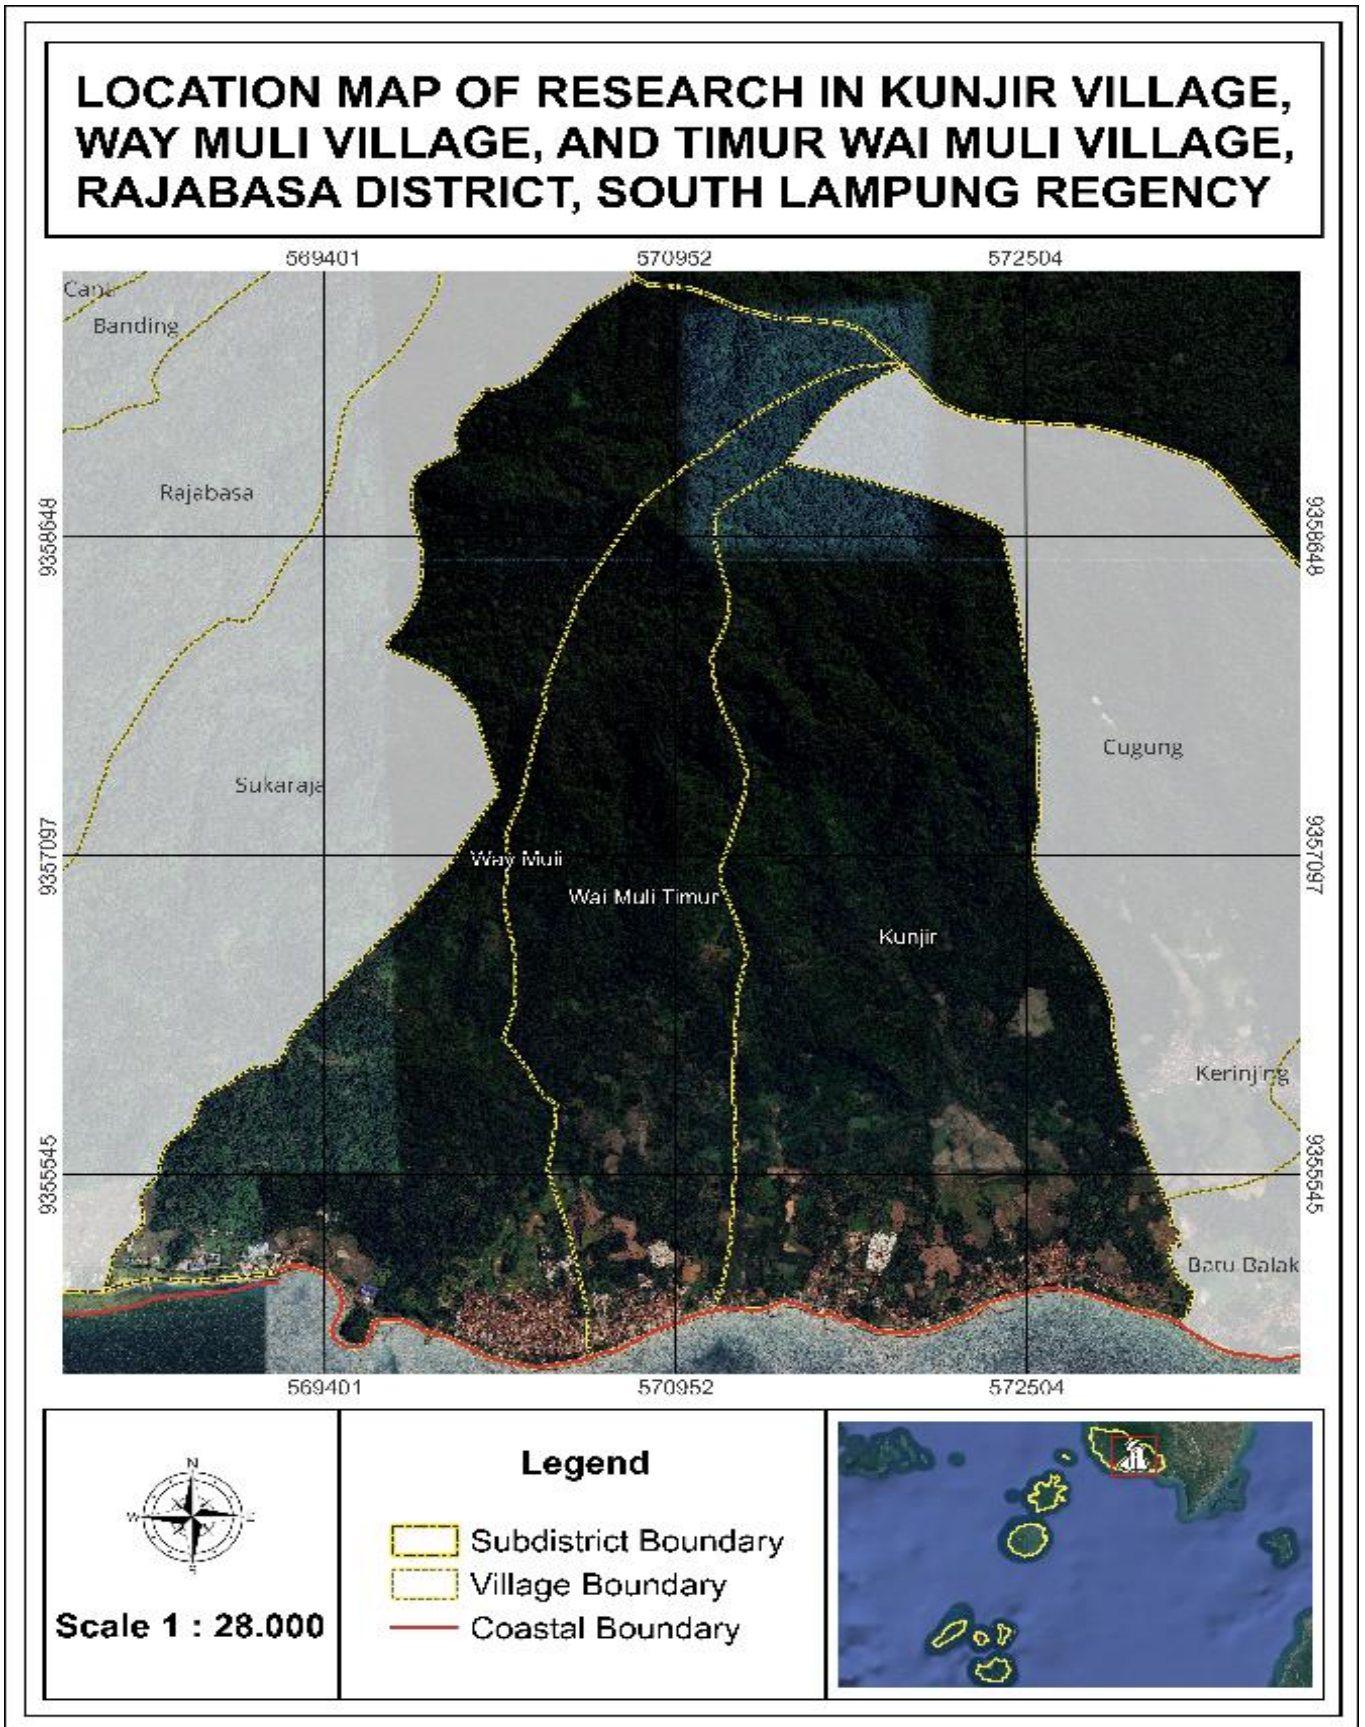 LOCATION MAP OF RESEARCH IN KUNJIR VILLAGE,
WAY MULI VILLAGE, AND TIMUR WAI MULI VILLAGE,
RAJABASA DISTRICT, SOUTH LAMPUNG REGENCY
569401 570952 572504
Banding
Rajabasa
9358648 9358648
Cugung
Sukaraja
9357097 9357097
Way Muli
Wai Muli Timur
Kunjir
Kerinjing
9355545 9355545
Batu Balak
569401 570952 572504
N
W
S
Scale 1 : 28.000
Legend
Subdistrict Boundary
Village Boundary
Coastal Boundary